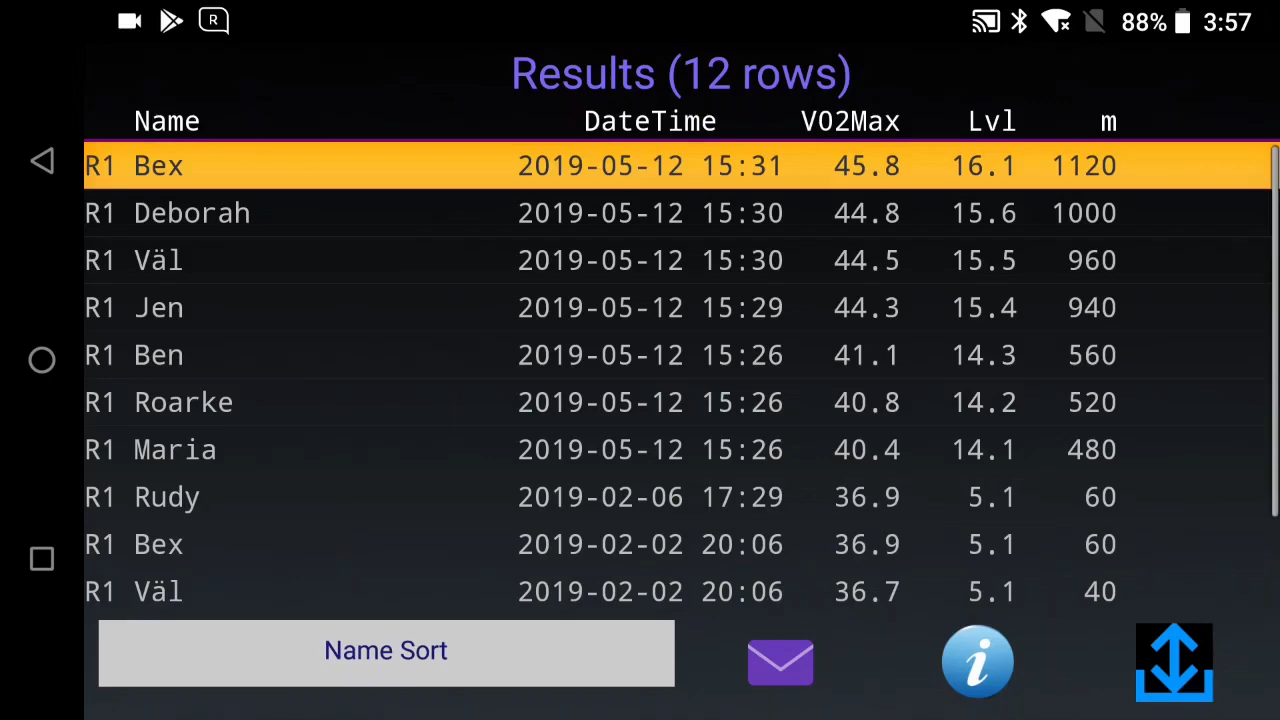 R 88% 3:57
Results (12 rows)
Name DateTime VO2Max Lvl m
R1 Bex 2019-05-12 15:31 45.8 16.1 1120
R1 Deborah 2019-05-12 15:30 44.8 15.6 1000
R1 Väl 2019-05-12 15:30 44.5 15.5 960
R1 Jen 2019-05-12 15:29 44.3 15.4 940
R1 Ben 2019-05-12 15:26 41.1 14.3 560
R1 Roarke 2019-05-12 15:26 40.8 14.2 520
R1 Maria 2019-05-12 15:26 40.4 14.1 480
R1 Rudy 2019-02-06 17:29 36.9 5.1 60
R1 Bex 2019-02-02 20:06 36.9 5.1 60
R1 Väl 2019-02-02 20:06 36.7 5.1 40
Name Sort
i